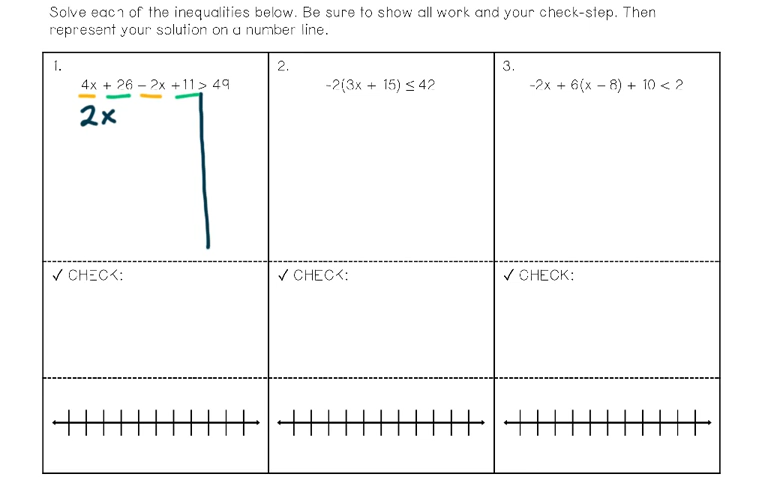 Solve each of the inequalities below. Be sure to show all work and your check-step. Then
represent your solution on a number line.
1.
4x + 26 – 2x + 11 > 49
2x
✓ CHECK:
2.
-2(3x + 15) ≤ 42
✓ CHECK:
3.
-2x + 6(x – 8) + 10 < 2
✓ CHECK: